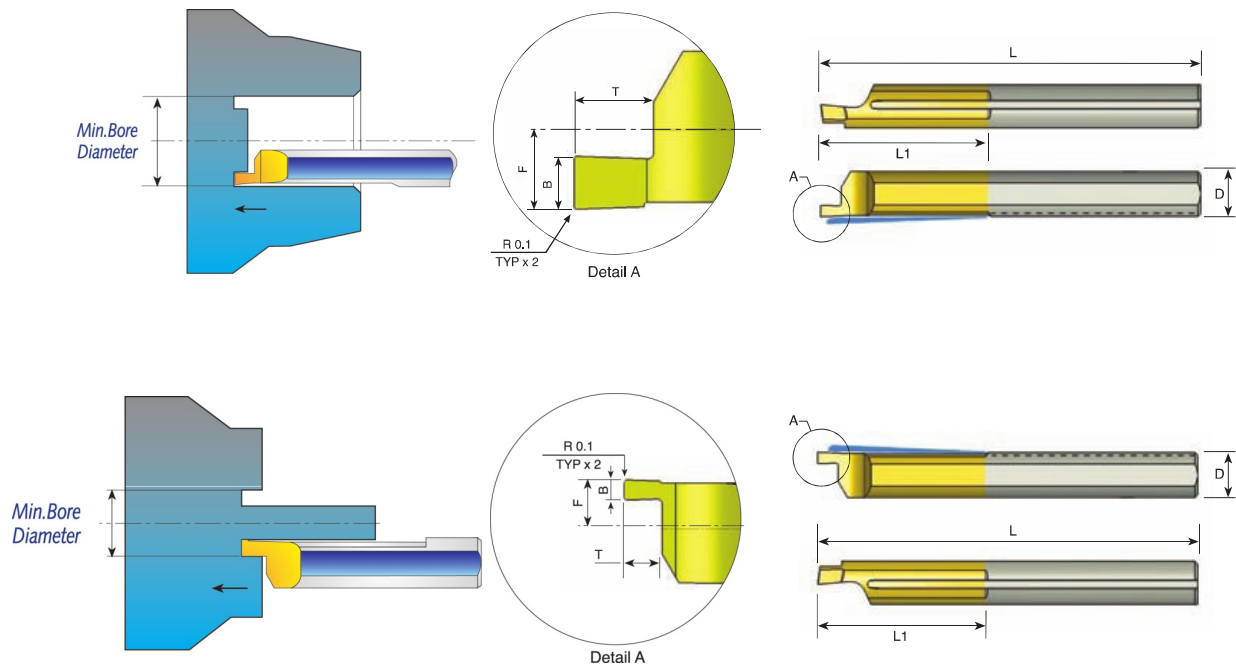 Min.Bore
Diameter
T
F
B
R 0.1
TYP x 2
Detail A
L
L1
A
D
Min.Bore
Diameter
R 0.1
TYP x 2
B
F
T
Detail A
A
D
L
L1